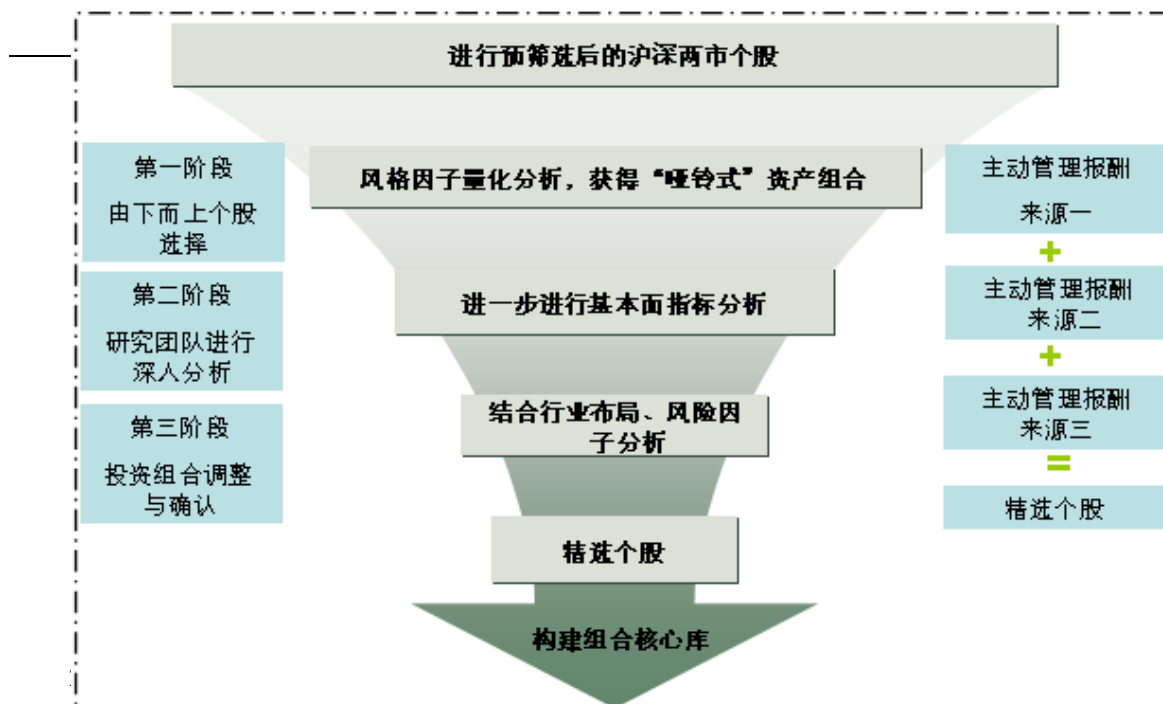 进行预筛选后的沪深两市个股
第一阶段
由下而上个股
选择
风格因子量化分析，获得“哑铃式”资产组合
主动管理报酬
来源一
+
第二阶段
研究团队进行
深人分析
进一步进行基本面指标分析
主动管理报酬
来源二
+
第三阶段
投资组合调整
与确认
结合行业布局、风险因
子分析
主动管理报酬
来源三
=
精选个股
精选个股
构建组合核心库